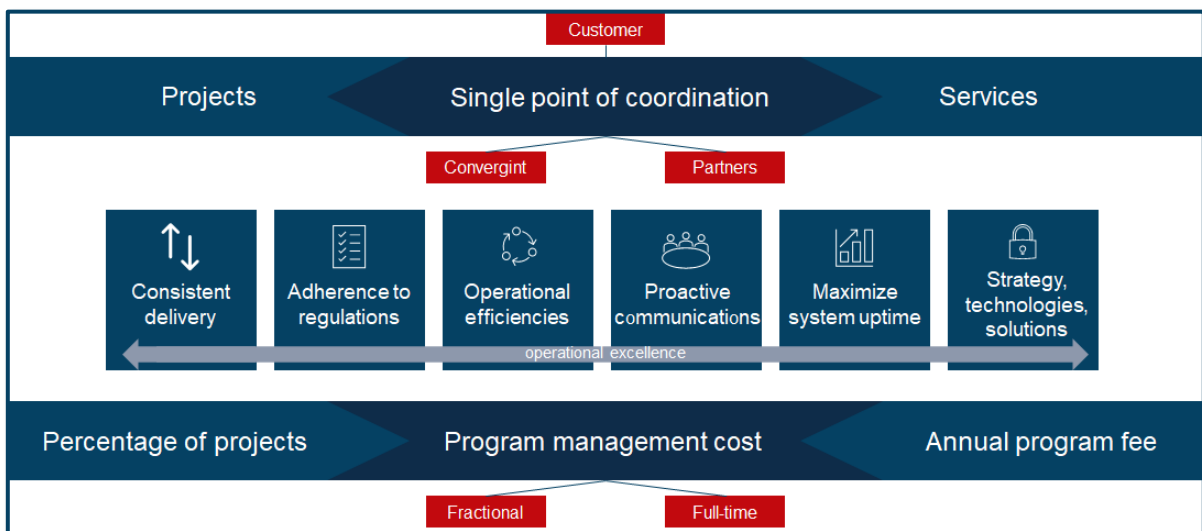 Customer
Projects
Single point of coordination
Services
Convergint
Partners
Consistent
delivery
Adherence to
regulations
Operational
efficiencies
Proactive
communications
Maximize
system uptime
Strategy,
technologies,
solutions
operational excellence
Percentage of projects
Program management cost
Annual program fee
Fractional
Full-time